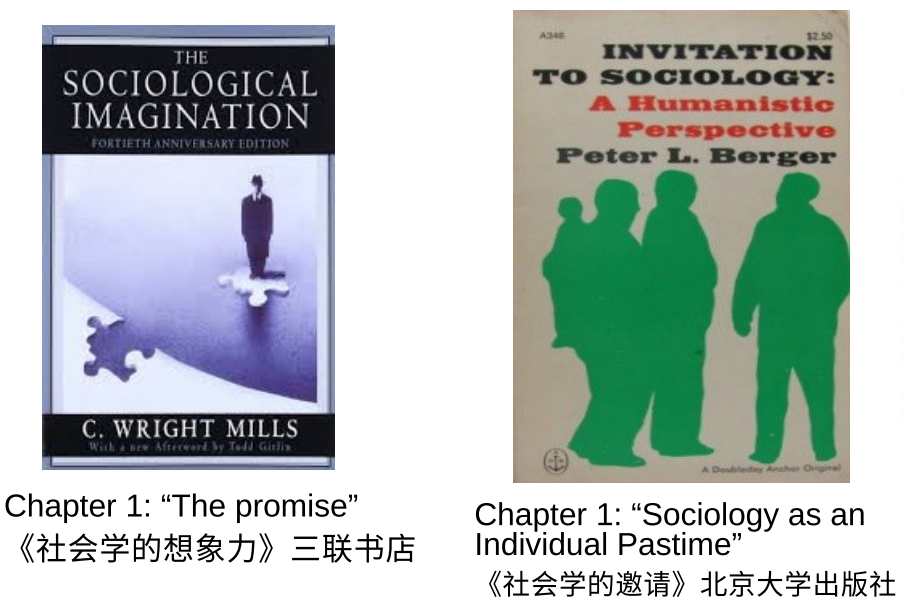 THE
SOCIOLOGICAL
IMAGINATION
FORTIETH ANNIVERSARY EDITION
C. WRIGHT MILLS
With a new Afterword by Todd Gitlin
Chapter 1: “The promise”
《社会学的想象力》三联书店
A346
$2.50
INVITATION
TO SOCIOLOGY:
A Humanistic
Perspective
Peter L. Berger
A Doubleday Anchor Original
Chapter 1: “Sociology as an
Individual Pastime”
《社会学的邀请》北京大学出版社